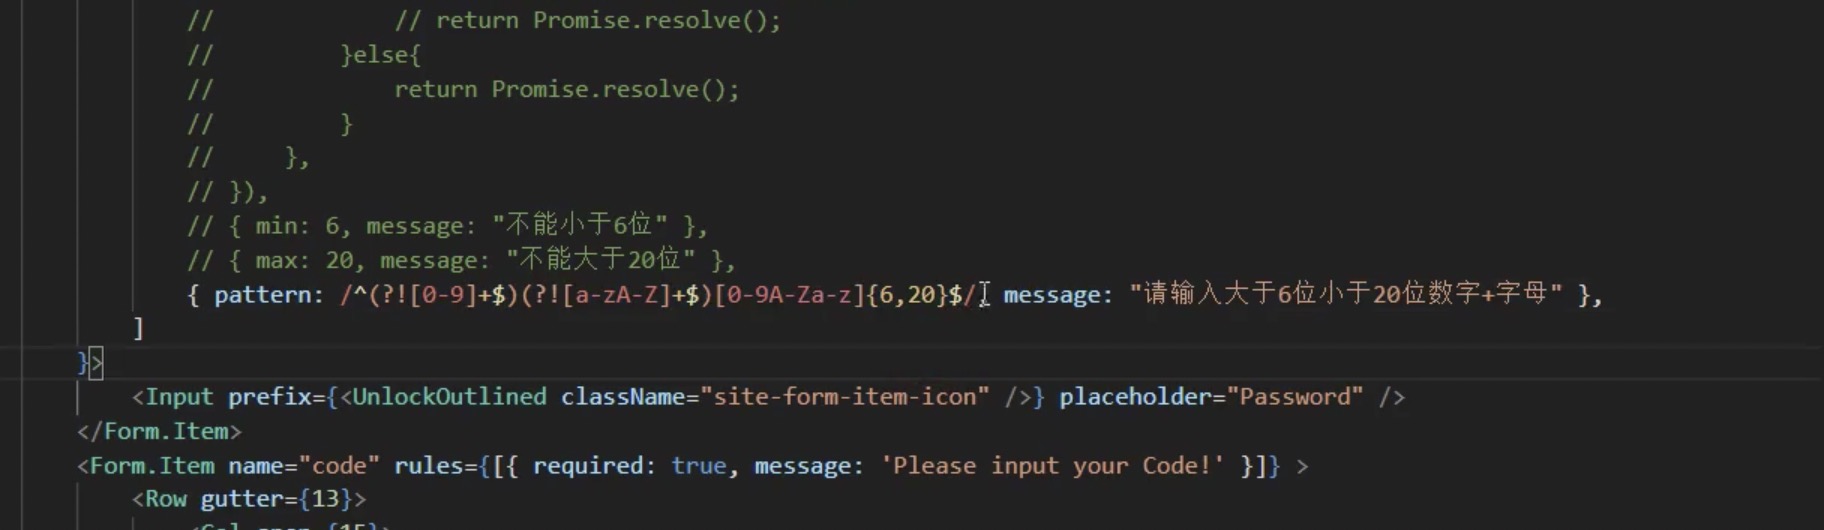 //             // return Promise.resolve();
//         }else{
//             return Promise.resolve();
//         }
//     },
// }),
// { min: 6, message: "不能小于6位" },
// { max: 20, message: "不能大于20位" },
{ pattern: /^(?![0-9]+$)(?![a-zA-Z]+$)[0-9A-Za-z]{6,20}$/, message: "请输入大于6位小于20位数字+字母" },
]
}>
<Input prefix={<UnlockOutlined className="site-form-item-icon" />} placeholder="Password" />
</Form.Item>
<Form.Item name="code" rules={[{ required: true, message: 'Please input your Code!' }]} >
<Row gutter={13}>
<Col span={15}>